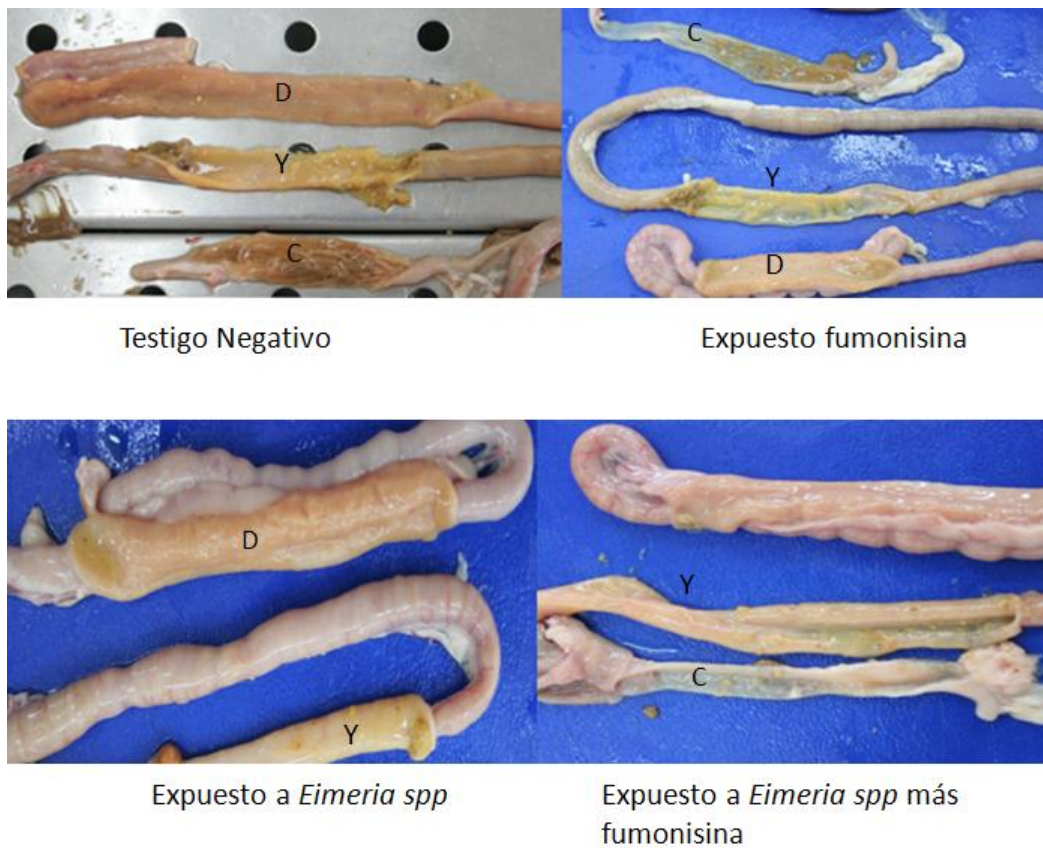 C
D
Y
Y
C
D
Testigo Negativo
Expuesto fumonisina
D
Y
Y
C
Expuesto a Eimeria spp
Expuesto a Eimeria spp más
fumonisina